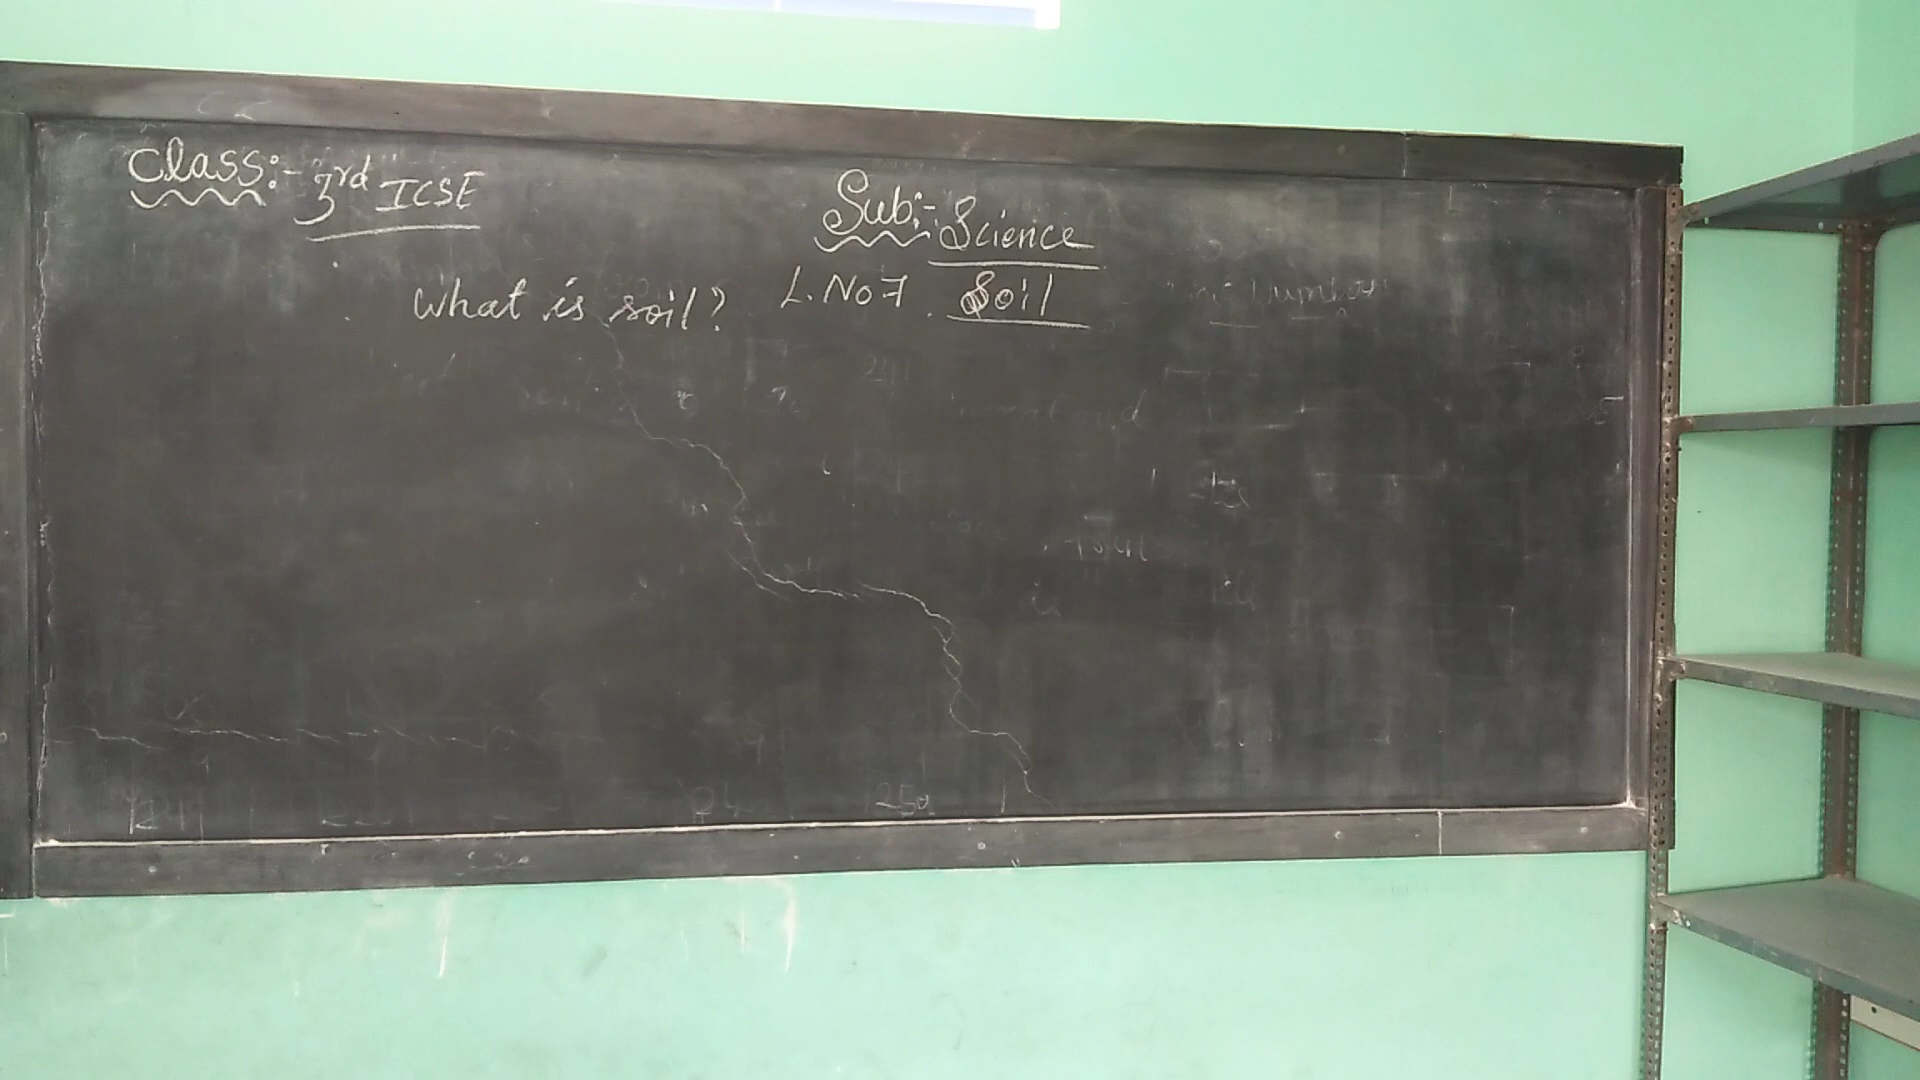 Class:- 3rd ICSE
Sub:- Science
What is soil? L.No 7. Soil